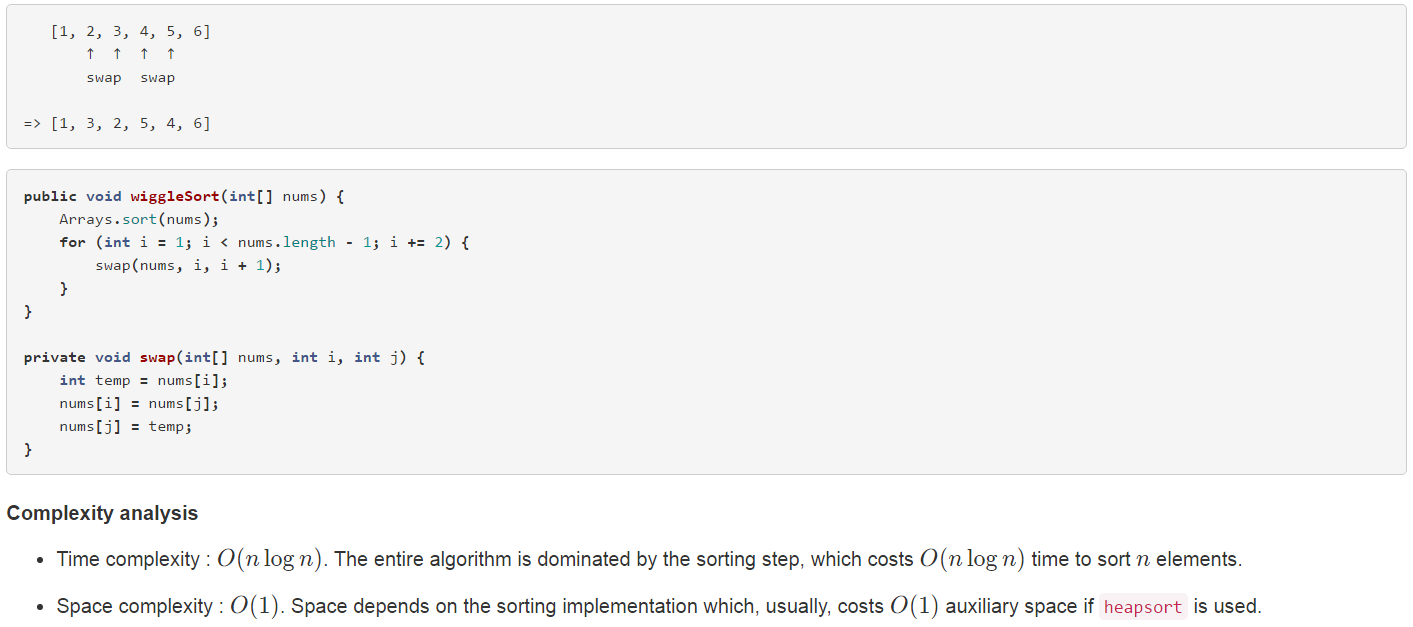 [1, 2, 3, 4, 5, 6]
↑ ↑ ↑ ↑
swap swap
=> [1, 3, 2, 5, 4, 6]
public void wiggleSort(int[] nums) {
    Arrays.sort(nums);
    for (int i = 1; i < nums.length - 1; i += 2) {
        swap(nums, i, i + 1);
    }
}
private void swap(int[] nums, int i, int j) {
    int temp = nums[i];
    nums[i] = nums[j];
    nums[j] = temp;
}
Complexity analysis
• Time complexity : O(n log n). The entire algorithm is dominated by the sorting step, which costs O(n log n) time to sort n elements.
• Space complexity : O(1). Space depends on the sorting implementation which, usually, costs O(1) auxiliary space if heapsort is used.